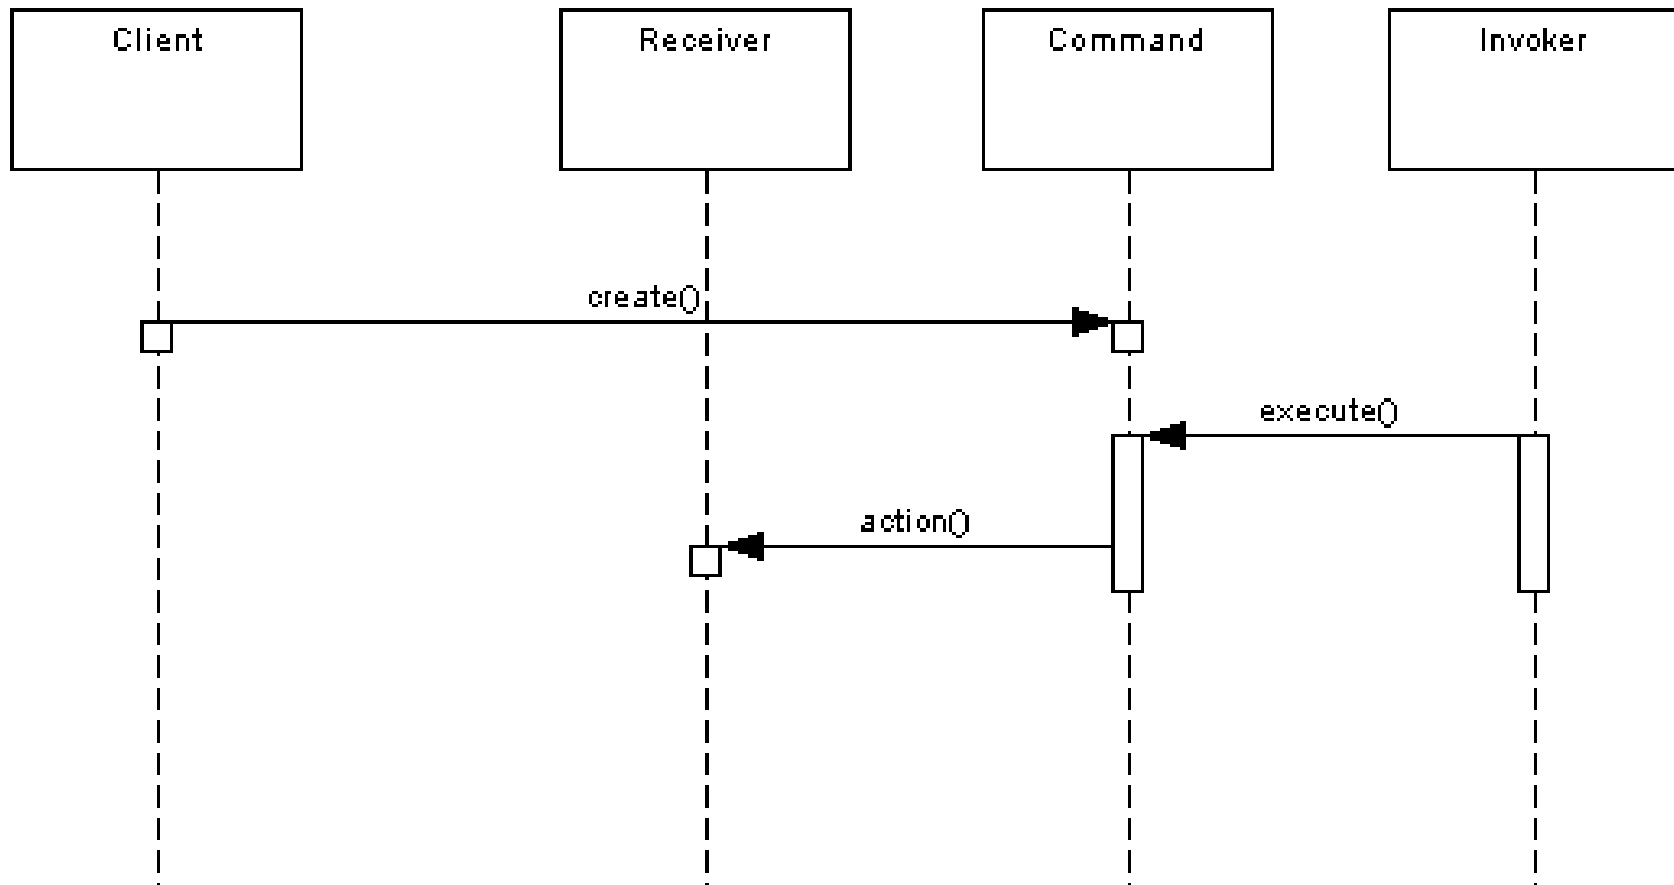 Client
Receiver
Command
Invoker
create()
execute()
action()